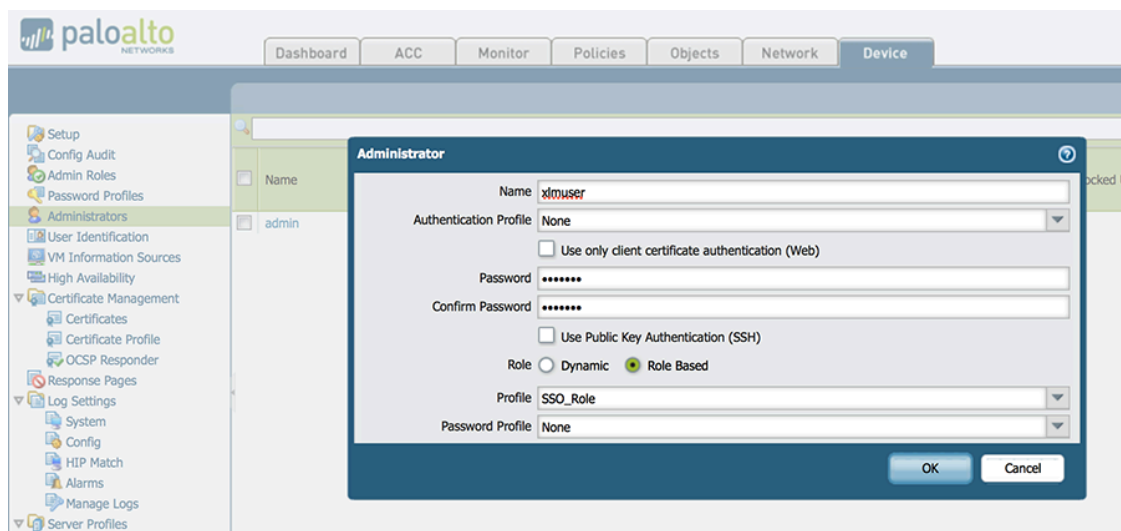 paloalto
NETWORKS
Dashboard ACC Monitor Policies Objects Network Device
Setup
Config Audit
Admin Roles
Password Profiles
Administrators
User Identification
VM Information Sources
High Availability
Certificate Management
Certificates
Certificate Profile
OCSP Responder
Response Pages
Log Settings
System
Config
HIP Match
Alarms
Manage Logs
Server Profiles
Name
admin
Administrator
Name xlmuser
Authentication Profile None
Use only client certificate authentication (Web)
Password •••••••
Confirm Password •••••••
Use Public Key Authentication (SSH)
Role Dynamic Role Based
Profile SSO_Role
Password Profile None
OK Cancel